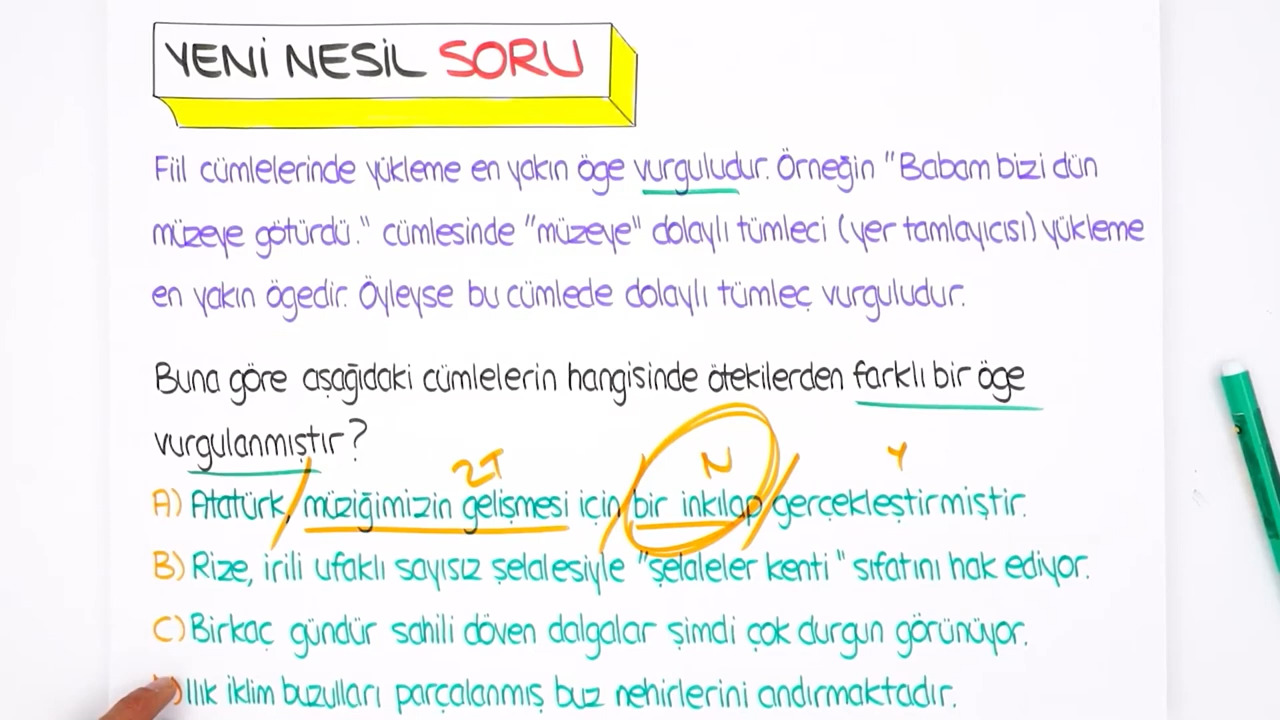 YENİ NESİL SORU
Fiil cümlelerinde yükleme en yakın öge vurguludur. Örneğin "Babam bizi dün
müzeye götürdü." cümlesinde "müzeye" dolaylı tümleci (yer tamlayıcısı) yükleme
en yakın ögedir. Öyleyse bu cümlede dolaylı tümleç vurguludur.
Buna göre aşağıdaki cümlelerin hangisinde ötekilerden farklı bir öge
vurgulanmıştır?
ZT N Y
A) Atatürk, müziğimizin gelişmesi için bir inkılap gerçekleştirmiştir.
B) Rize, irili ufaklı sayısız şelalesiyle "şelaleler kenti" sıfatını hak ediyor.
C) Birkaç gündür sahili döven dalgalar şimdi çok durgun görünüyor.
) Ilık iklim buzulları parçalanmış buz nehirlerini andırmaktadır.